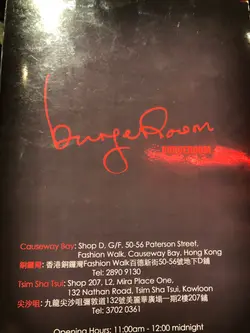 burgeRoom
BURGEROOM
Causeway Bay: Shop D, G/F. 50-56 Paterson Street,
Fashion Walk, Causeway Bay, Hong Kong
銅鑼灣: 香港銅鑼灣Fashion Walk百德新街50-56號地下D鋪
Tel: 2890 9130
Tsim Sha Tsui: Shop 207, L2, Mira Place One,
132 Nathan Road, Tsim Sha Tsui, Kowloon
尖沙咀: 九龍尖沙咀彌敦道132號美麗華廣場一期2樓207鋪
Tel: 3702 0361
Opening Hours: 11:00am - 12:00 midnight